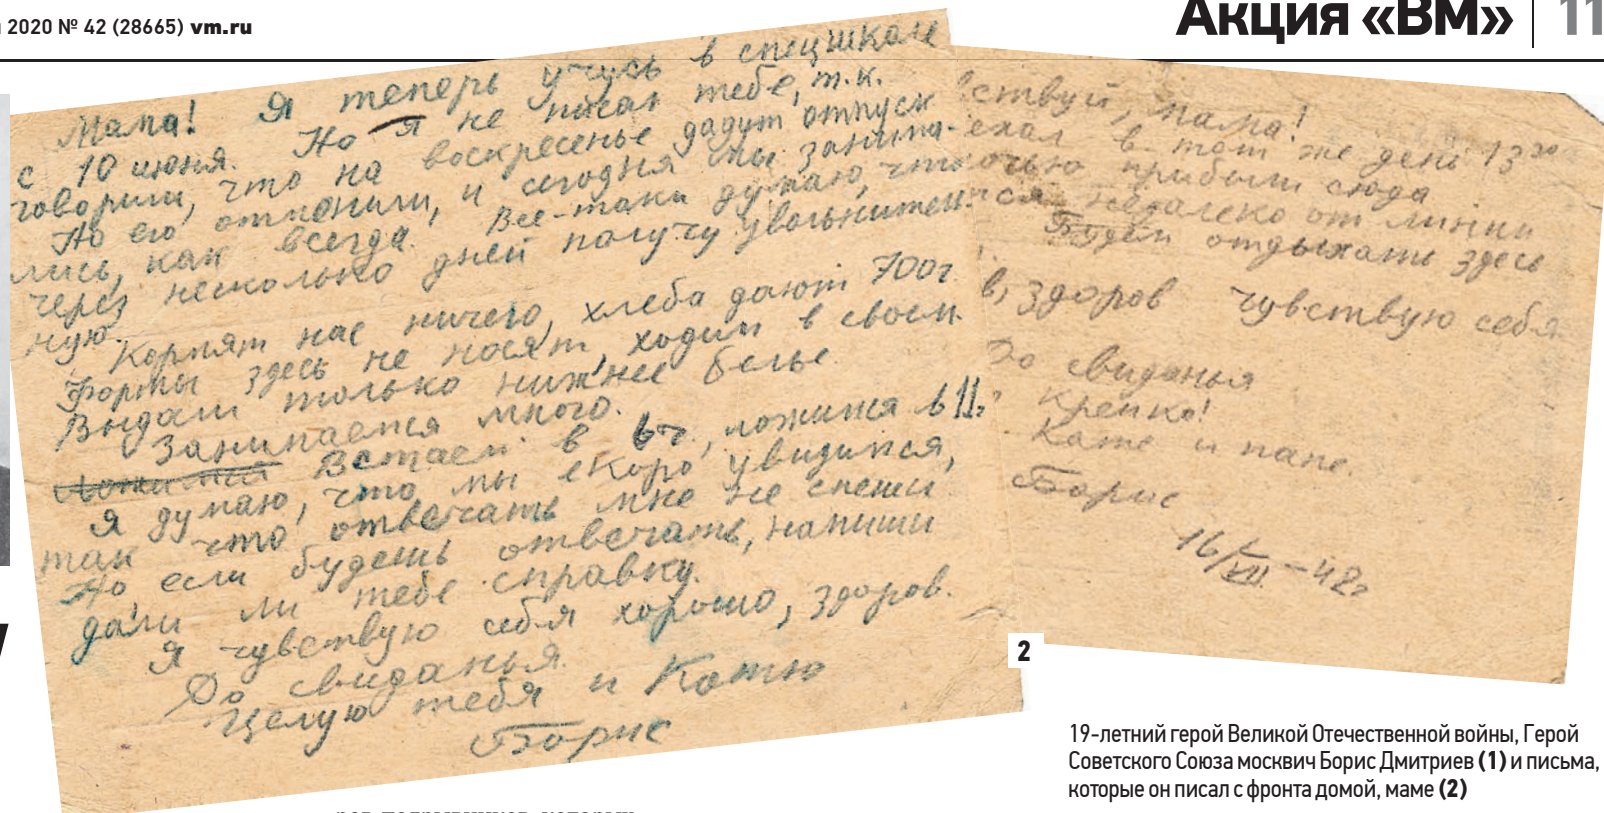 2020 № 42 (28665) vm.ru
Акция «ВМ» 11
Мама! Я теперь учусь в спецшколе
с 10 июня. Но я не писал тебе, т.к.
говорили, что на воскресенье дадут отпуск
Но его отменили, и сегодня мы занима-
лись, как всегда. Все-таки думаю, что
через несколько дней получу увольнитель-
ную.
Кормят нас ничего, хлеба дают 700г.
Формы здесь не носят, ходим в своем.
Выдали только нижнее белье.
Занимаемся много.
Ложимся Встаем в 6 ч., ложимся в 11
Я думаю, что мы скоро увидимся,
так что отвечать мне не спеши
Но если будешь отвечать, напиши
дали ли тебе справку.
Я чувствую себя хорошо, здоров.
До свиданья.
Целую тебя и Катю
Борис
ствуй, мама!
ехал в тот же день 13
очью прибыли сюда
недалеко от линии
Будем отдыхать здесь
в, здоров чувствую себя
До свиданья
крепко!
Кате и папе.
Борис
16/VII – 42г
2
19-летний герой Великой Отечественной войны, Герой
Советского Союза москвич Борис Дмитриев (1) и письма,
которые он писал с фронта домой, маме (2)